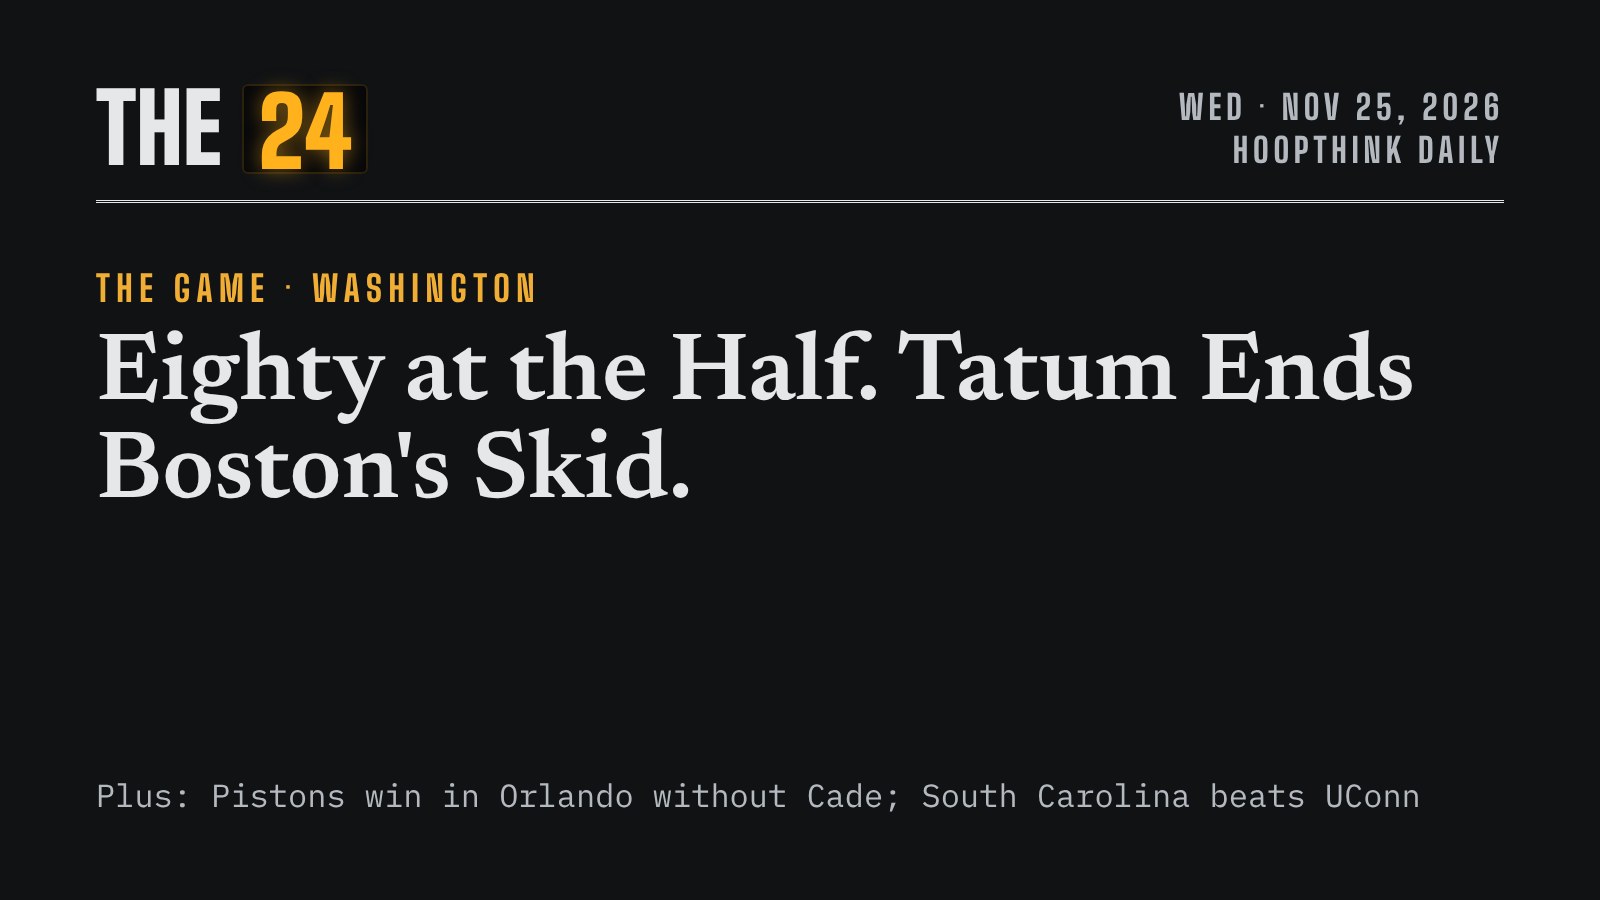 THE 24
WED · NOV 25, 2026
HOOPTHINK DAILY
THE GAME · WASHINGTON
Eighty at the Half. Tatum Ends
Boston's Skid.
Plus: Pistons win in Orlando without Cade; South Carolina beats UConn